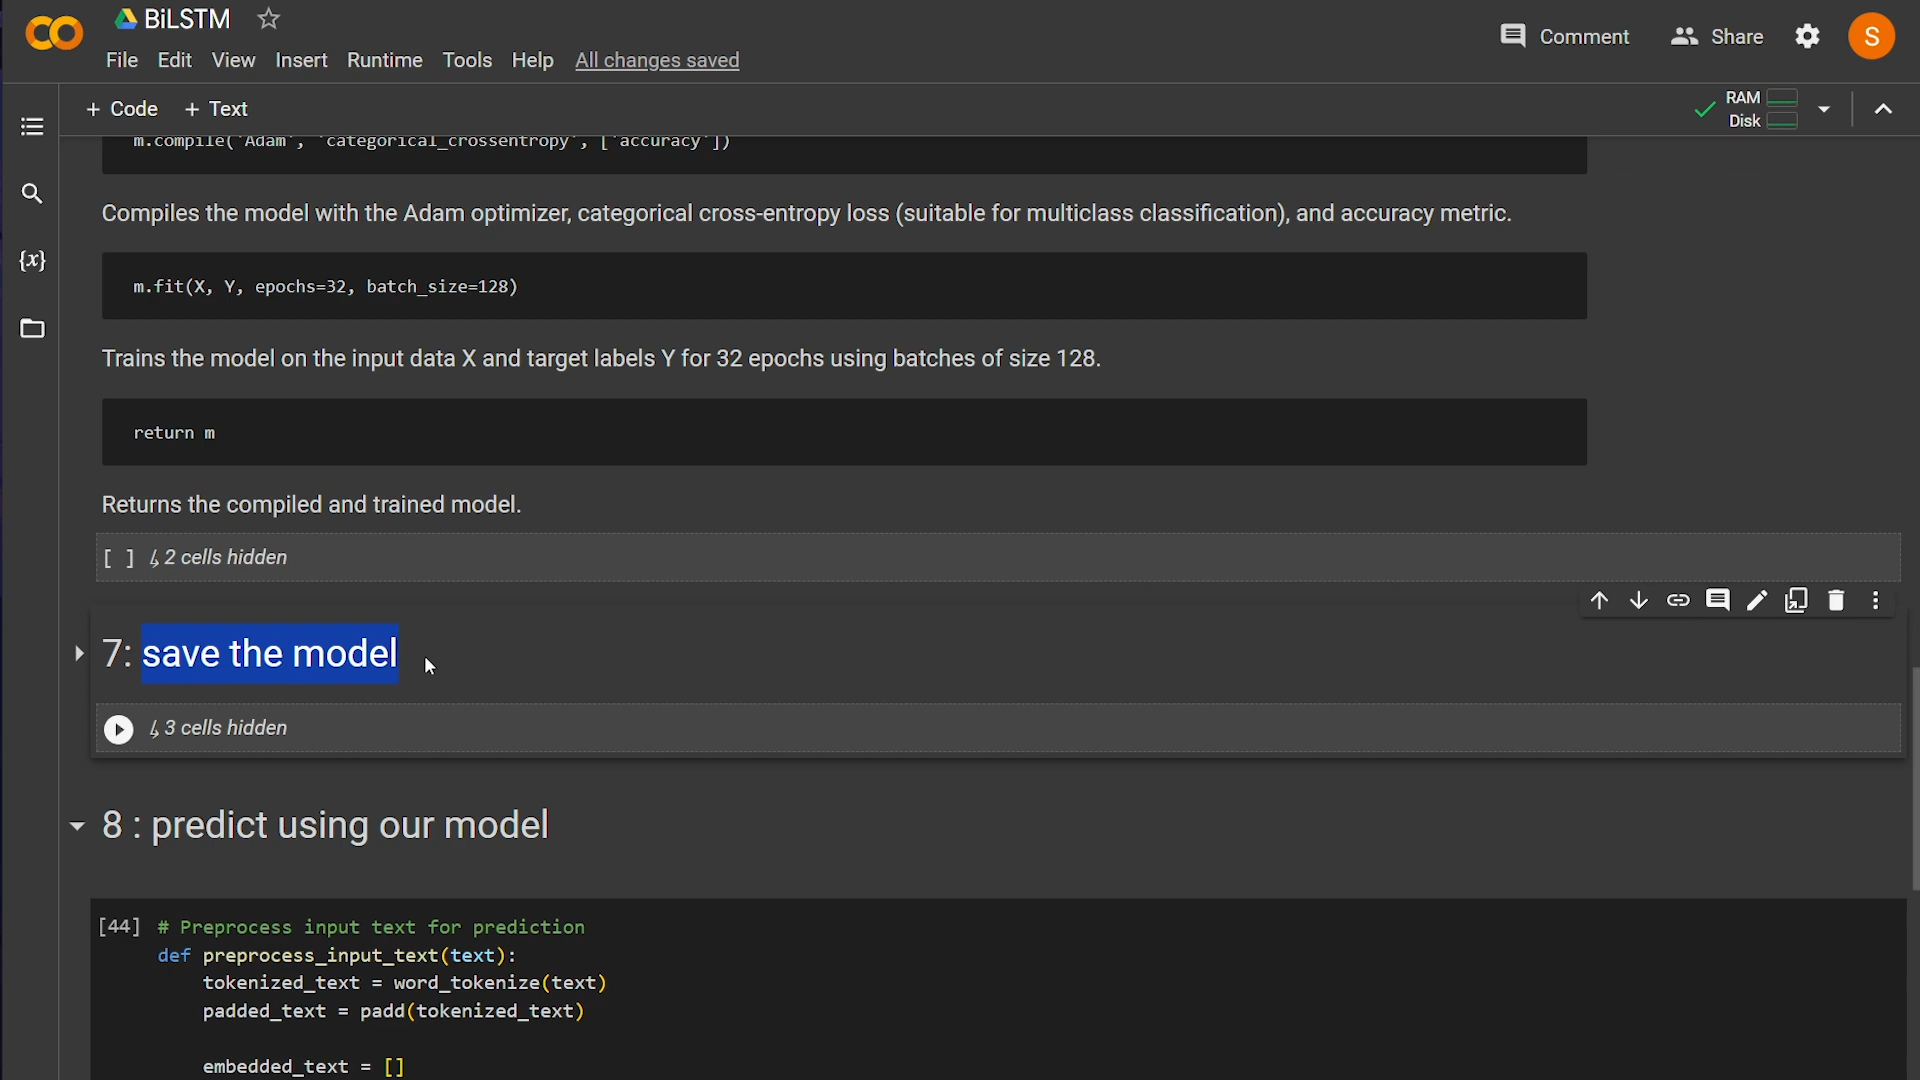 BiLSTM
Comment
Share
S
File Edit View Insert Runtime Tools Help All changes saved
+ Code + Text
RAM
Disk
m.compile('Adam', 'categorical_crossentropy', ['accuracy'])
Compiles the model with the Adam optimizer, categorical cross-entropy loss (suitable for multiclass classification), and accuracy metric.
{x}
m.fit(X, Y, epochs=32, batch_size=128)
Trains the model on the input data X and target labels Y for 32 epochs using batches of size 128.
return m
Returns the compiled and trained model.
[ ] ↳ 2 cells hidden
7: save the model
↳ 3 cells hidden
8 : predict using our model
[44] # Preprocess input text for prediction
def preprocess_input_text(text):
tokenized_text = word_tokenize(text)
padded_text = padd(tokenized_text)
embedded_text = []